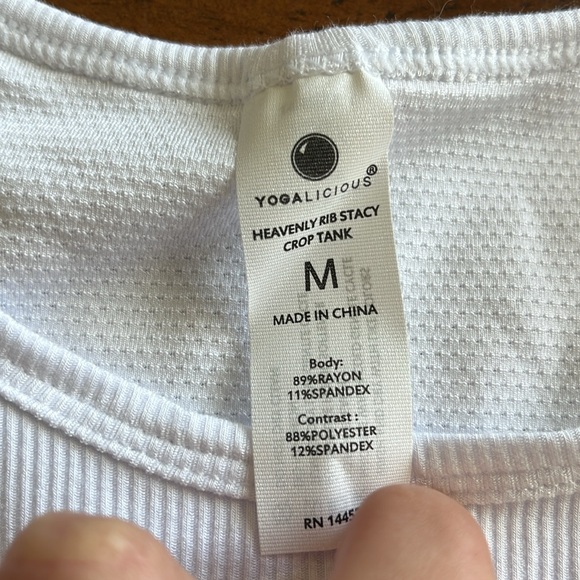 YOGALICIOUS®
HEAVENLY RIB STACY
CROP TANK
M
MADE IN CHINA
Body:
89%RAYON
11%SPANDEX
Contrast :
88%POLYESTER
12%SPANDEX
RN